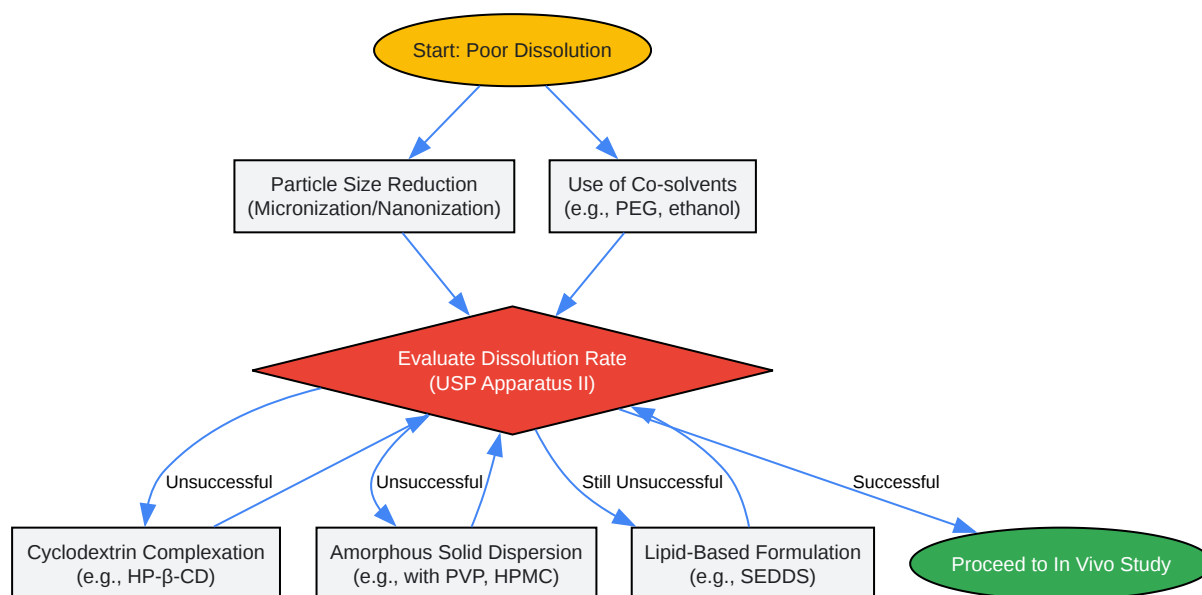 Start: Poor Dissolution
Particle Size Reduction
(Micronization/Nanonization)
Use of Co-solvents
(e.g., PEG, ethanol)
Evaluate Dissolution Rate
(USP Apparatus II)
Unsuccessful
Unsuccessful
Still Unsuccessful
Successful
Cyclodextrin Complexation
(e.g., HP-β-CD)
Amorphous Solid Dispersion
(e.g., with PVP, HPMC)
Lipid-Based Formulation
(e.g., SEDDS)
Proceed to In Vivo Study